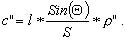 c" = l * Sin(Θ) / S * ρ" .